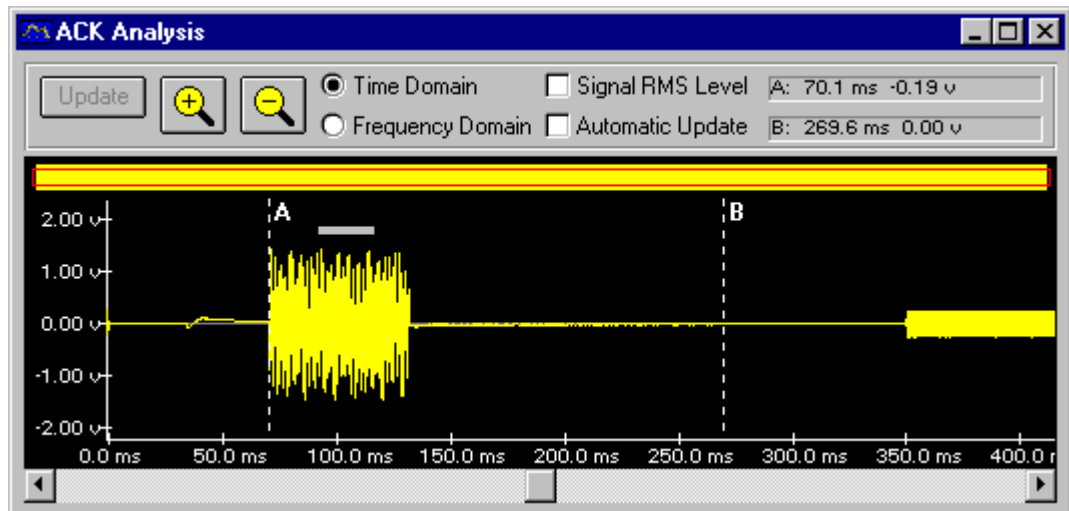 ACK Analysis
Update
Time Domain
Signal RMS Level
A: 70.1 ms -0.19 v
Frequency Domain
Automatic Update
B: 269.6 ms 0.00 v
A
B
2.00 v
1.00 v
0.00 v
-1.00 v
-2.00 v
0.0 ms 50.0 ms 100.0 ms 150.0 ms 200.0 ms 250.0 ms 300.0 ms 350.0 ms 400.0 r